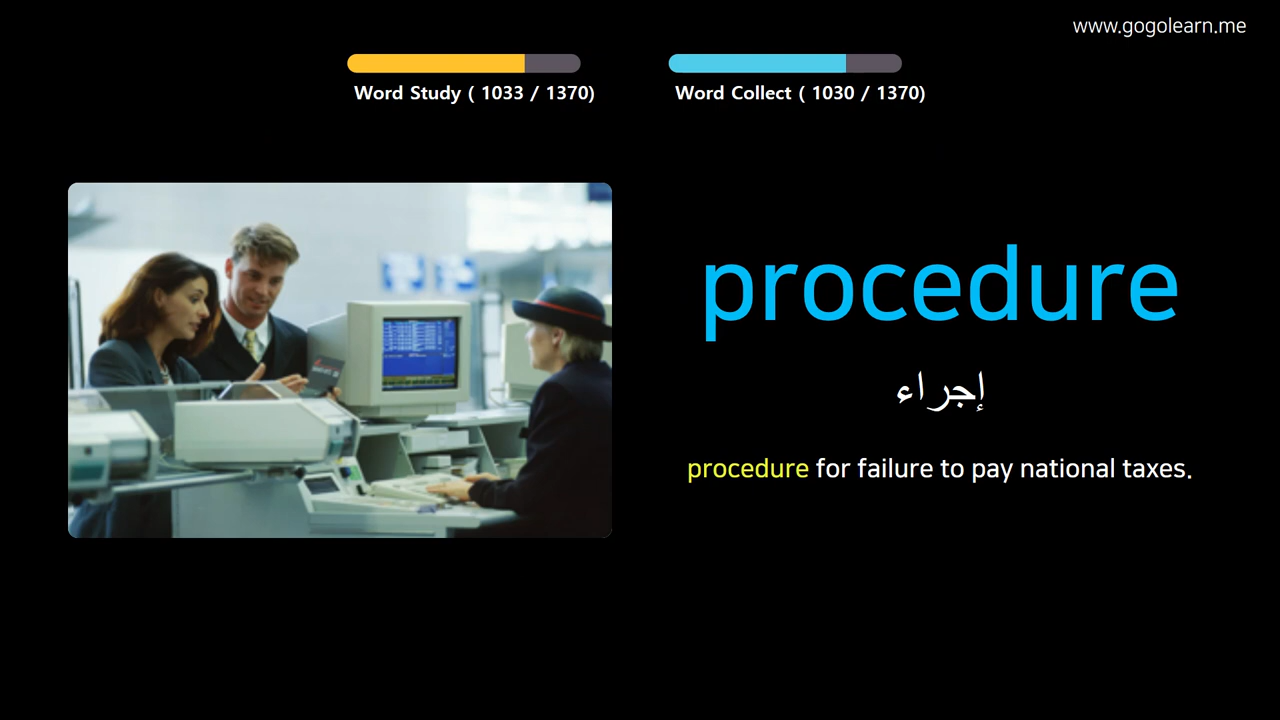 www.gogolearn.me
Word Study ( 1033 / 1370)
Word Collect ( 1030 / 1370)
procedure
إجراء
procedure for failure to pay national taxes.